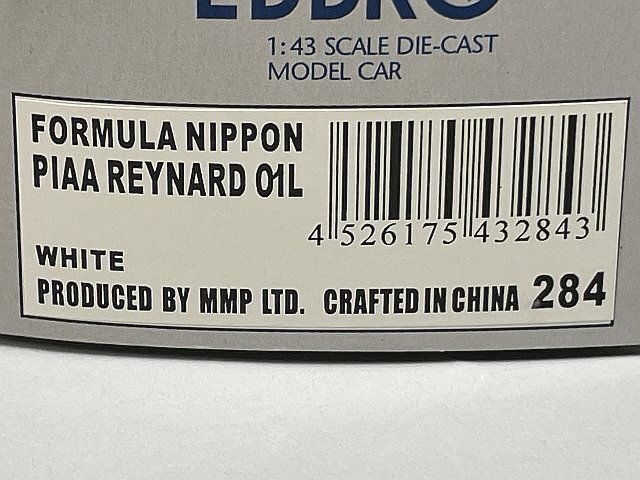 EBBRO
1:43 SCALE DIE-CAST
MODEL CAR
FORMULA NIPPON
PIAA REYNARD 01L
4 526175 432843
WHITE
PRODUCED BY MMP LTD. CRAFTED IN CHINA 284